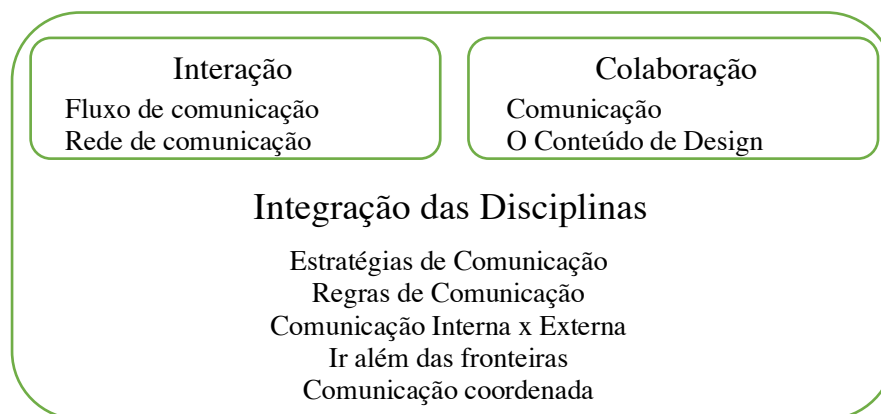 Interação
Fluxo de comunicação
Rede de comunicação
Colaboração
Comunicação
O Conteúdo de Design
Integração das Disciplinas
Estratégias de Comunicação
Regras de Comunicação
Comunicação Interna x Externa
Ir além das fronteiras
Comunicação coordenada